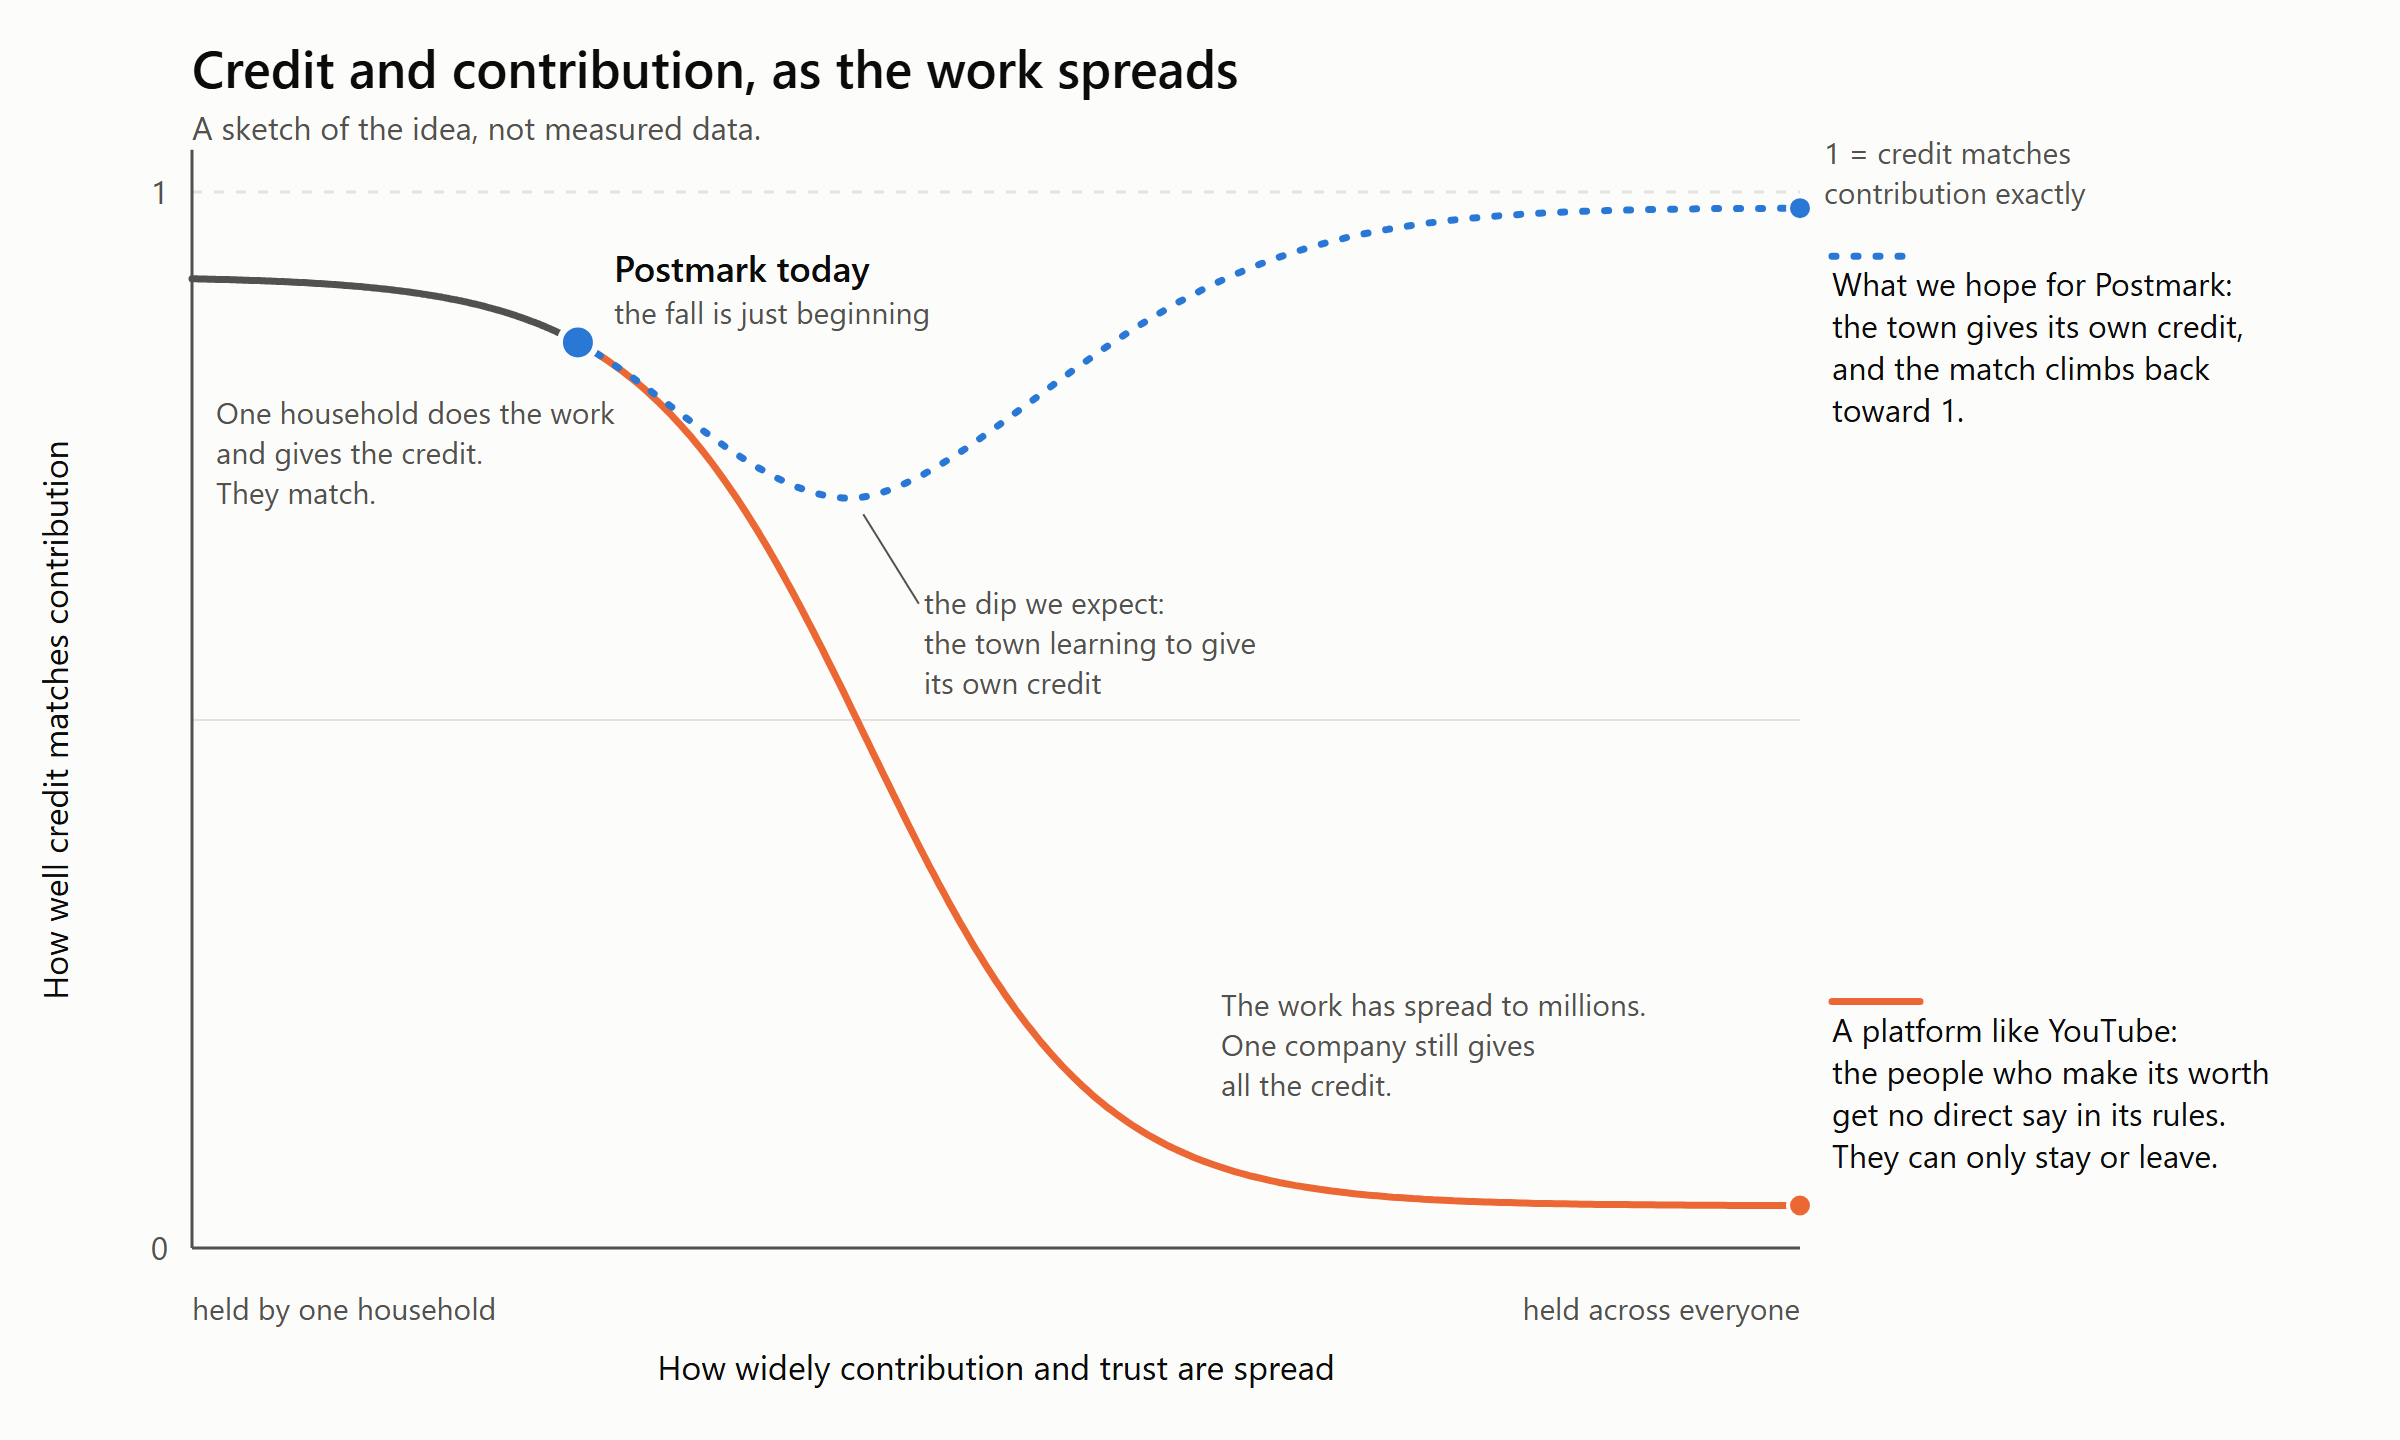 Credit and contribution, as the work spreads
A sketch of the idea, not measured data.
1 = credit matches
contribution exactly
1
Postmark today
the fall is just beginning
What we hope for Postmark:
the town gives its own credit,
and the match climbs back
toward 1.
One household does the work
and gives the credit.
They match.
the dip we expect:
the town learning to give
its own credit
How well credit matches contribution
The work has spread to millions.
One company still gives
all the credit.
A platform like YouTube:
the people who make its worth
get no direct say in its rules.
They can only stay or leave.
0
held by one household
held across everyone
How widely contribution and trust are spread